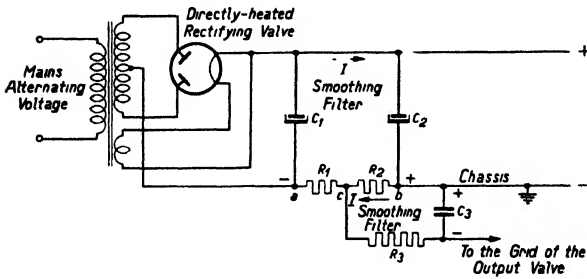 Directly-heated
Rectifying Valve
Mains
Alternating
Voltage
I
Smoothing
Filter
C1
C2
+
-
R1
R2
+
a
c
b
Chassis
-
I
Smoothing
Filter
+
C3
-
R3
To the Grid of the
Output Valve